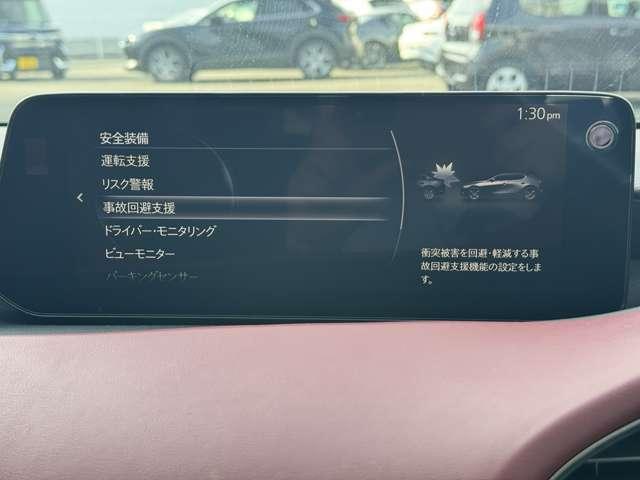 1:30pm
安全装備
運転支援
リスク警報
事故回避支援
ドライバー・モニタリング
ビューモニター
パーキングセンサー
衝突被害を回避・軽減する事
故回避支援機能の設定をしま
す。